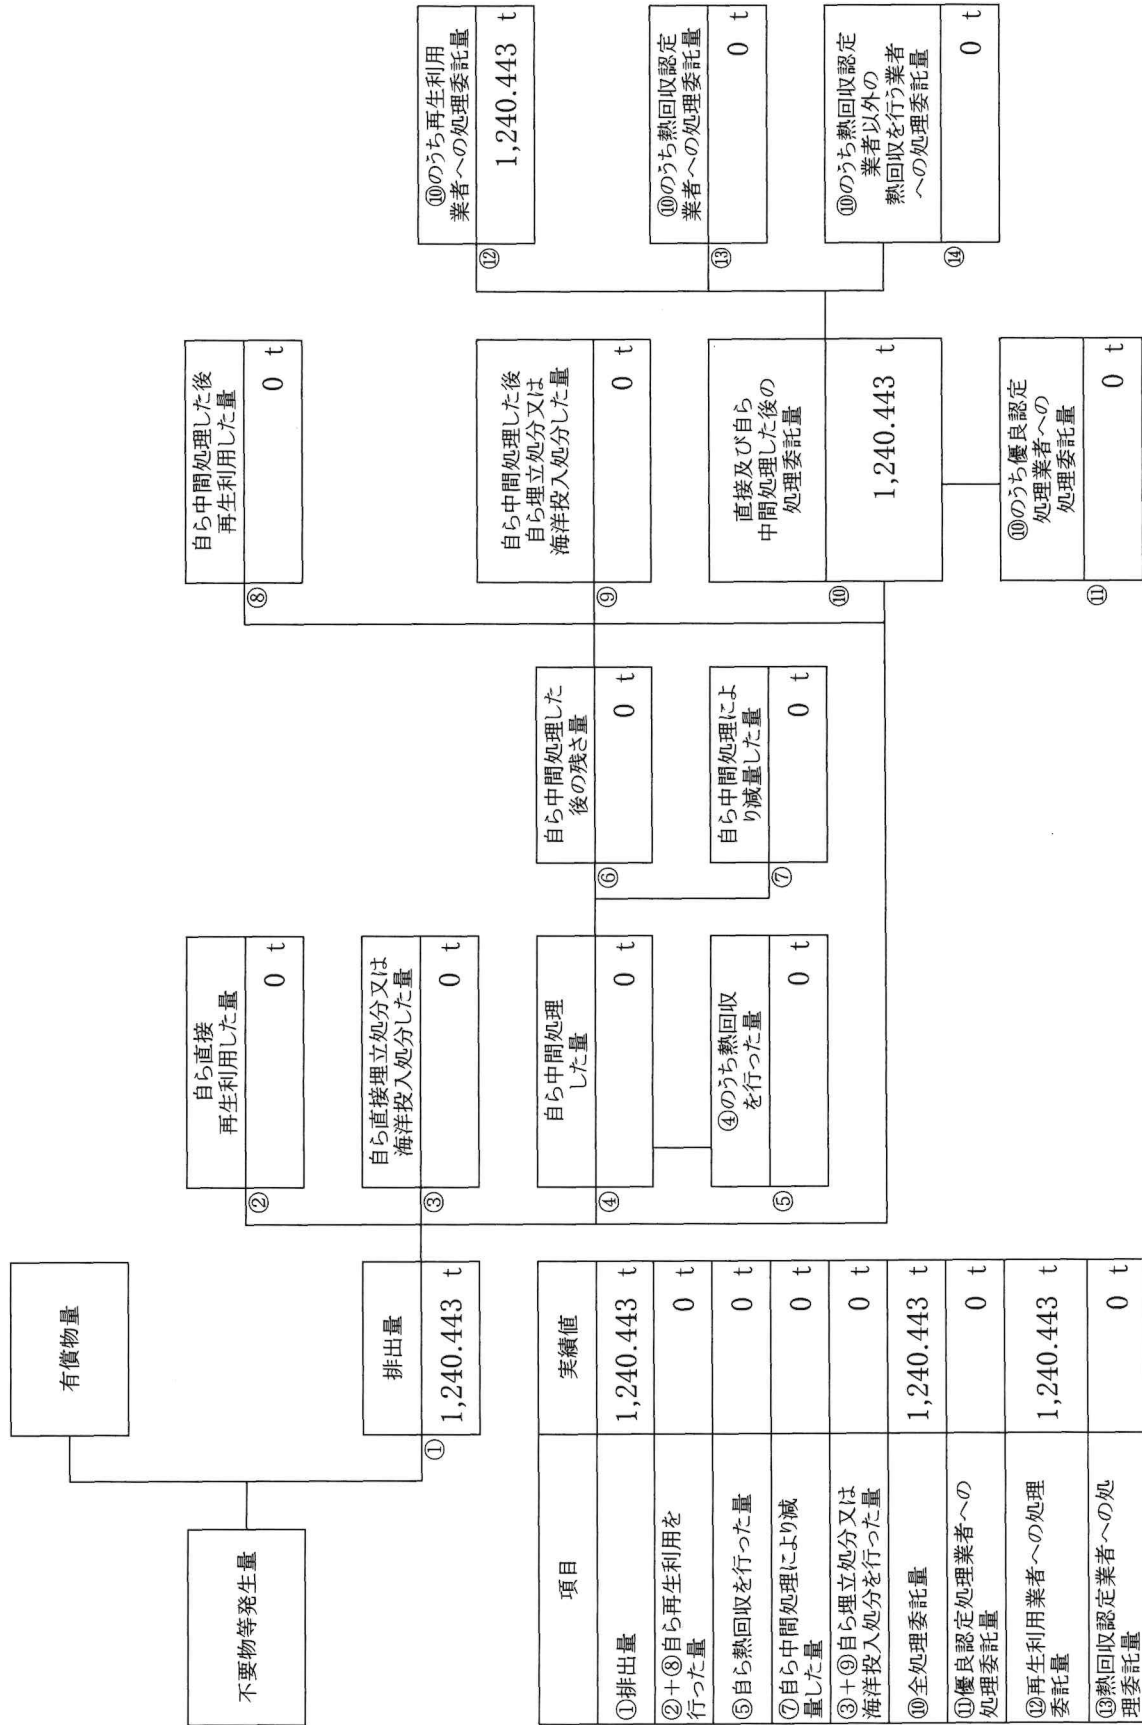 不要物等発生量
有償物量
排出量
①
1,240.443 t
自ら直接
再生利用した量
②
0 t
自ら直接埋立処分又は
海洋投入処分した量
③
0 t
自ら中間処理
した量
④
0 t
④のうち熱回収
を行った量
⑤
0 t
自ら中間処理した
後の残さ量
⑥
0 t
自ら中間処理によ
り減量した量
⑦
0 t
自ら中間処理した後
再生利用した量
⑧
0 t
自ら中間処理した後
自ら埋立処分又は
海洋投入処分した量
⑨
0 t
直接及び自ら
中間処理した後の
処理委託量
⑩
1,240.443 t
⑩のうち優良認定
処理業者への
処理委託量
⑪
0 t
⑩のうち再生利用
業者への処理委託量
⑫
1,240.443 t
⑩のうち熱回収認定
業者への処理委託量
⑬
0 t
⑩のうち熱回収認定
業者以外の
熱回収を行う業者
への処理委託量
⑭
0 t
項目 実績値
①排出量 1,240.443 t
②+⑧自ら再生利用を
行った量 0 t
⑤自ら熱回収を行った量 0 t
⑦自ら中間処理により減
量した量 0 t
③+⑨自ら埋立処分又は
海洋投入処分を行った量 0 t
⑩全処理委託量 1,240.443 t
⑪優良認定処理業者への
処理委託量 0 t
⑫再生利用業者への処理
委託量 1,240.443 t
⑬熱回収認定業者への処
理委託量 0 t